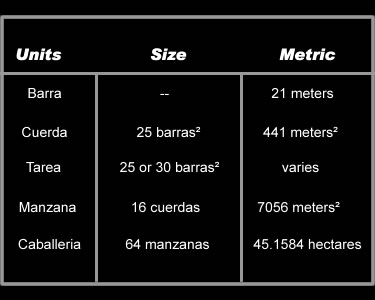 Units Size Metric
Barra -- 21 meters
Cuerda 25 barras² 441 meters²
Tarea 25 or 30 barras² varies
Manzana 16 cuerdas 7056 meters²
Caballeria 64 manzanas 45.1584 hectares